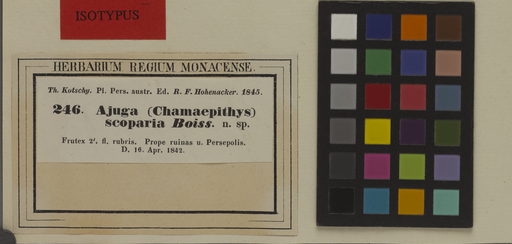 ISOTYPUS
HERBARIUM REGIUM MONACENSE.
Th. Kotschy. Pl. Pers. austr. Ed. R. F. Hohenacker. 1845.
246. Ajuga (Chamaepithys)
scoparia Boiss. n. sp.
Frutex 2'. fl. rubris. Prope ruinas u. Persepolis.
D. 16. Apr. 1842.